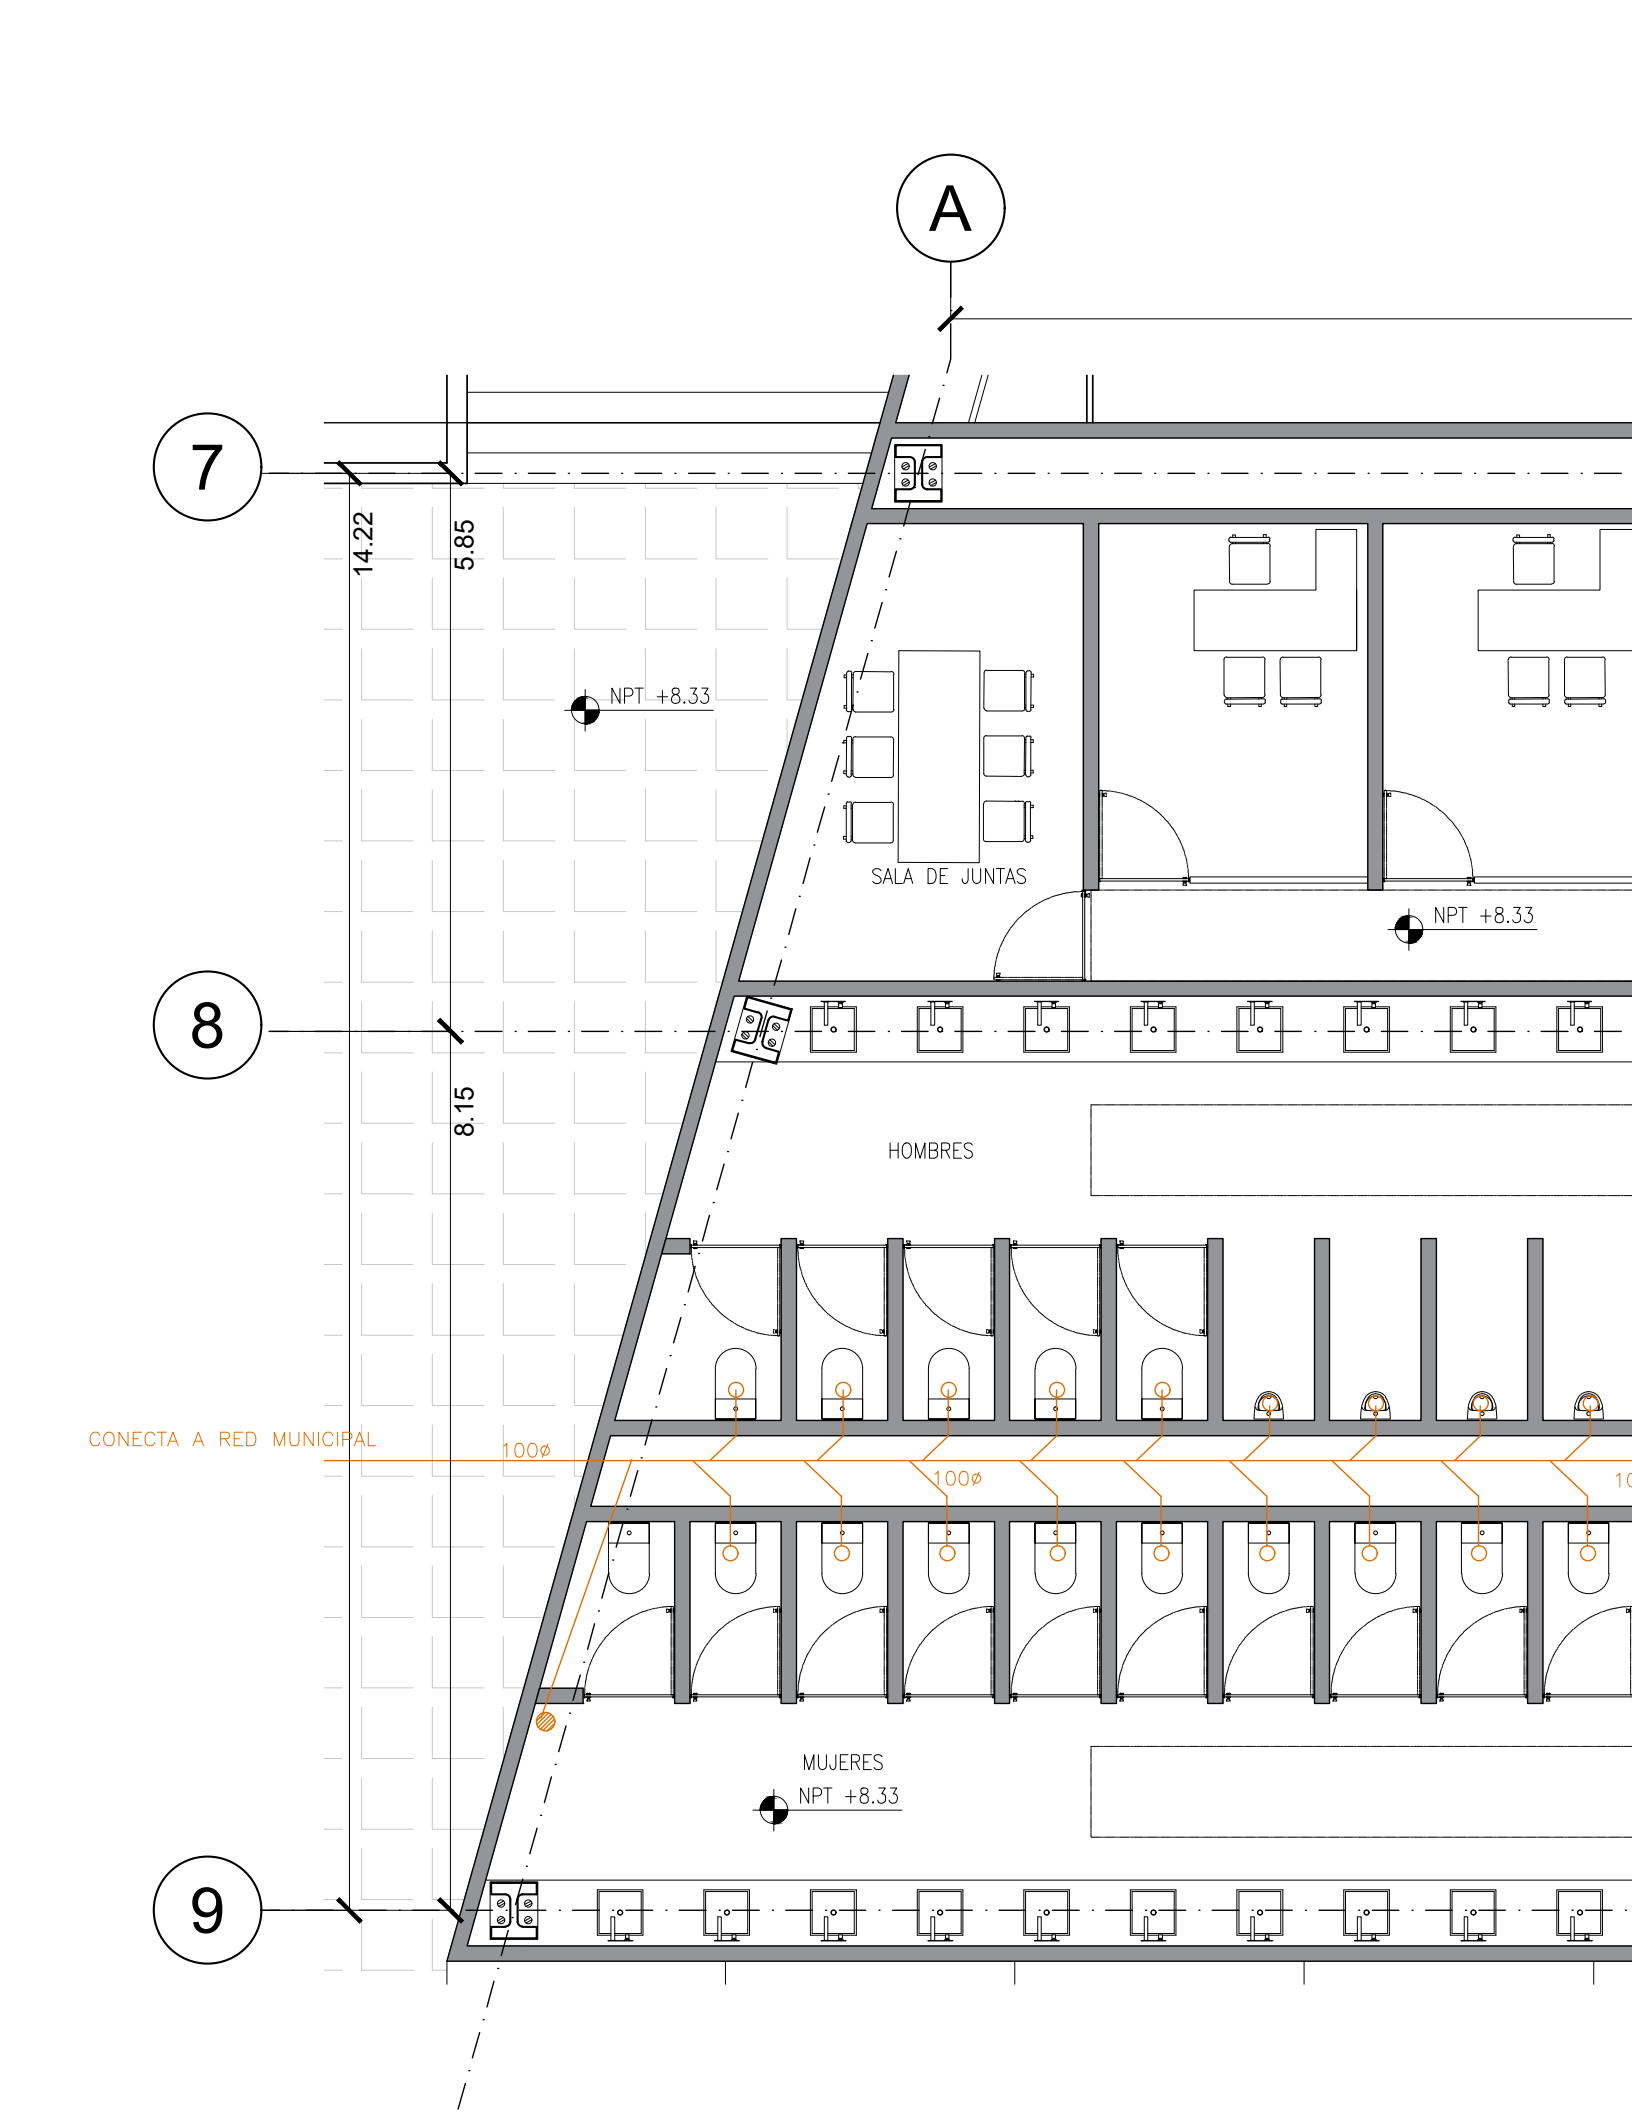 A
7
14.22
5.85
NPT +8.33
SALA DE JUNTAS
NPT +8.33
8
8.15
HOMBRES
CONECTA A RED MUNICIPAL
100ø
100ø
10
MUJERES
NPT +8.33
9